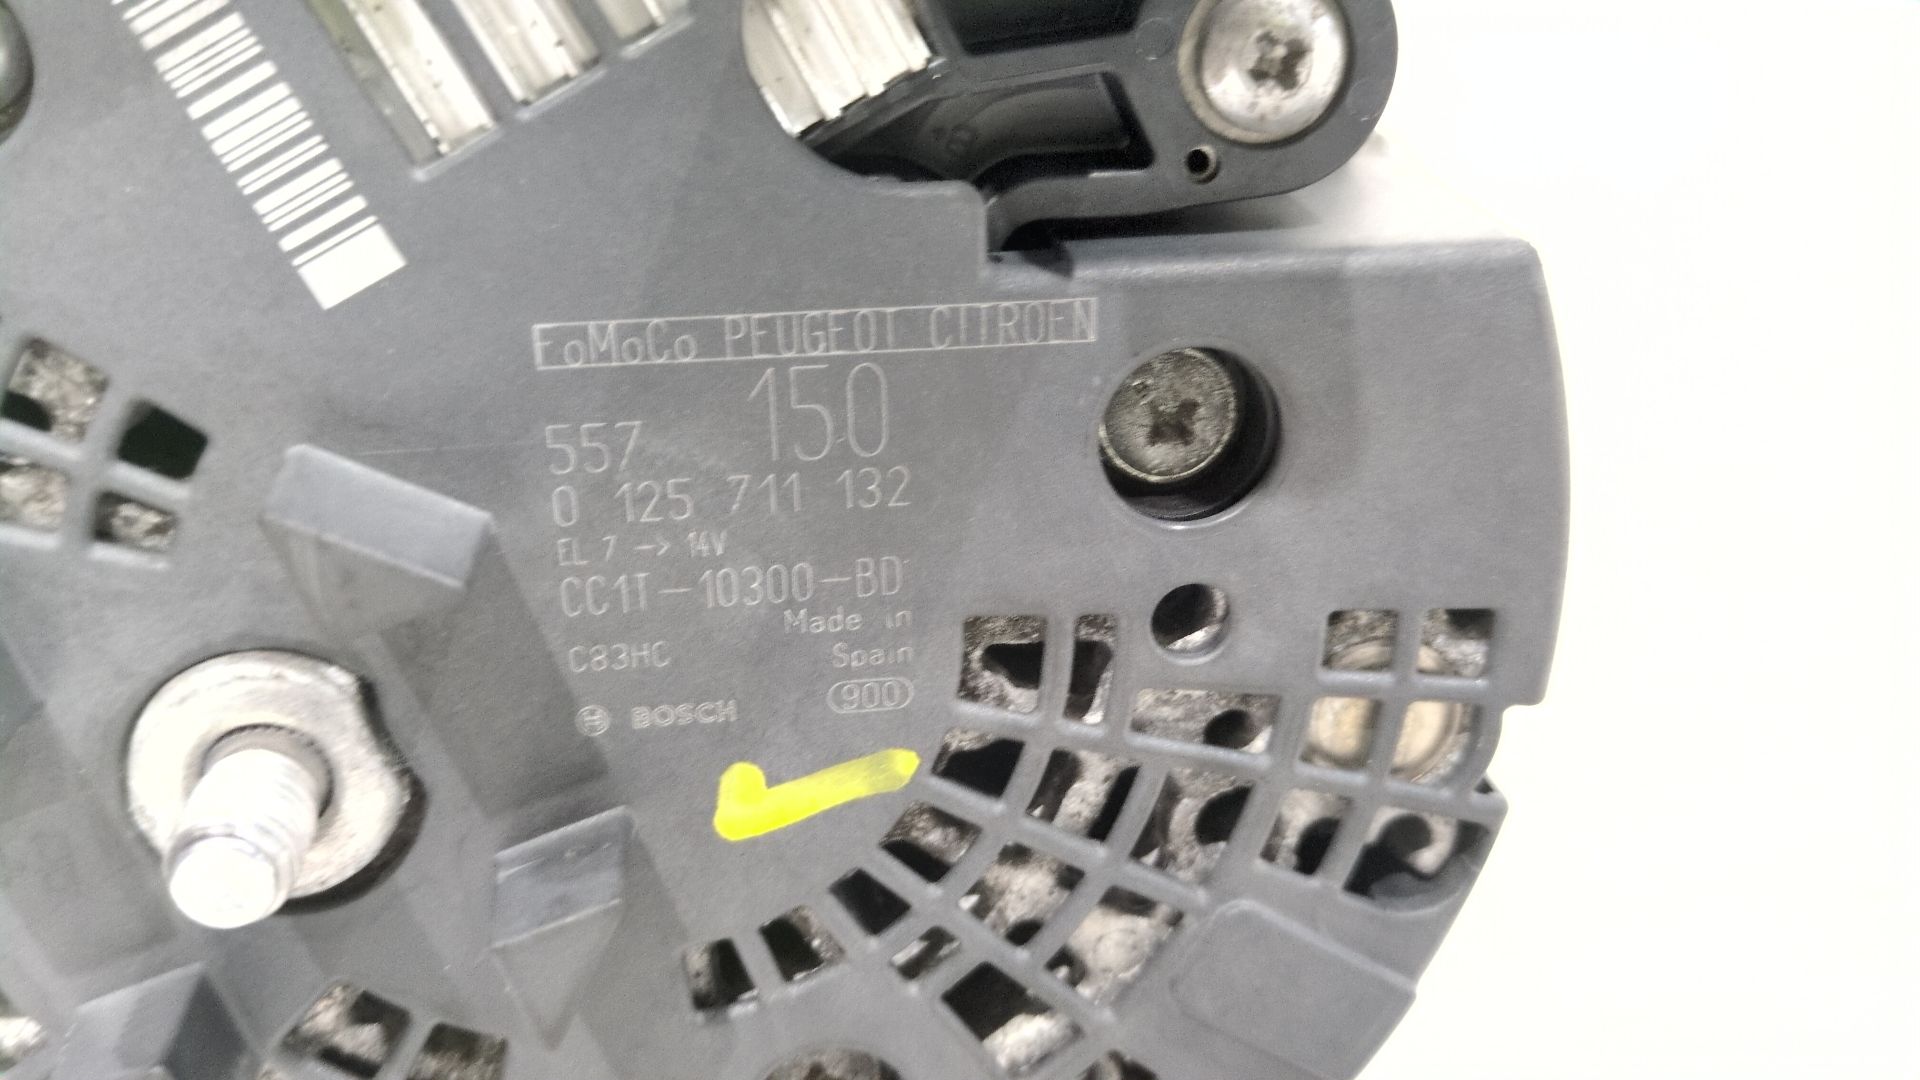 FoMoCo PEUGEOT CITROEN
557 150
0 125 711 132
EL 7 -> 14V
CC1T-10300-BD
Made in
C83HC Spain
BOSCH 900